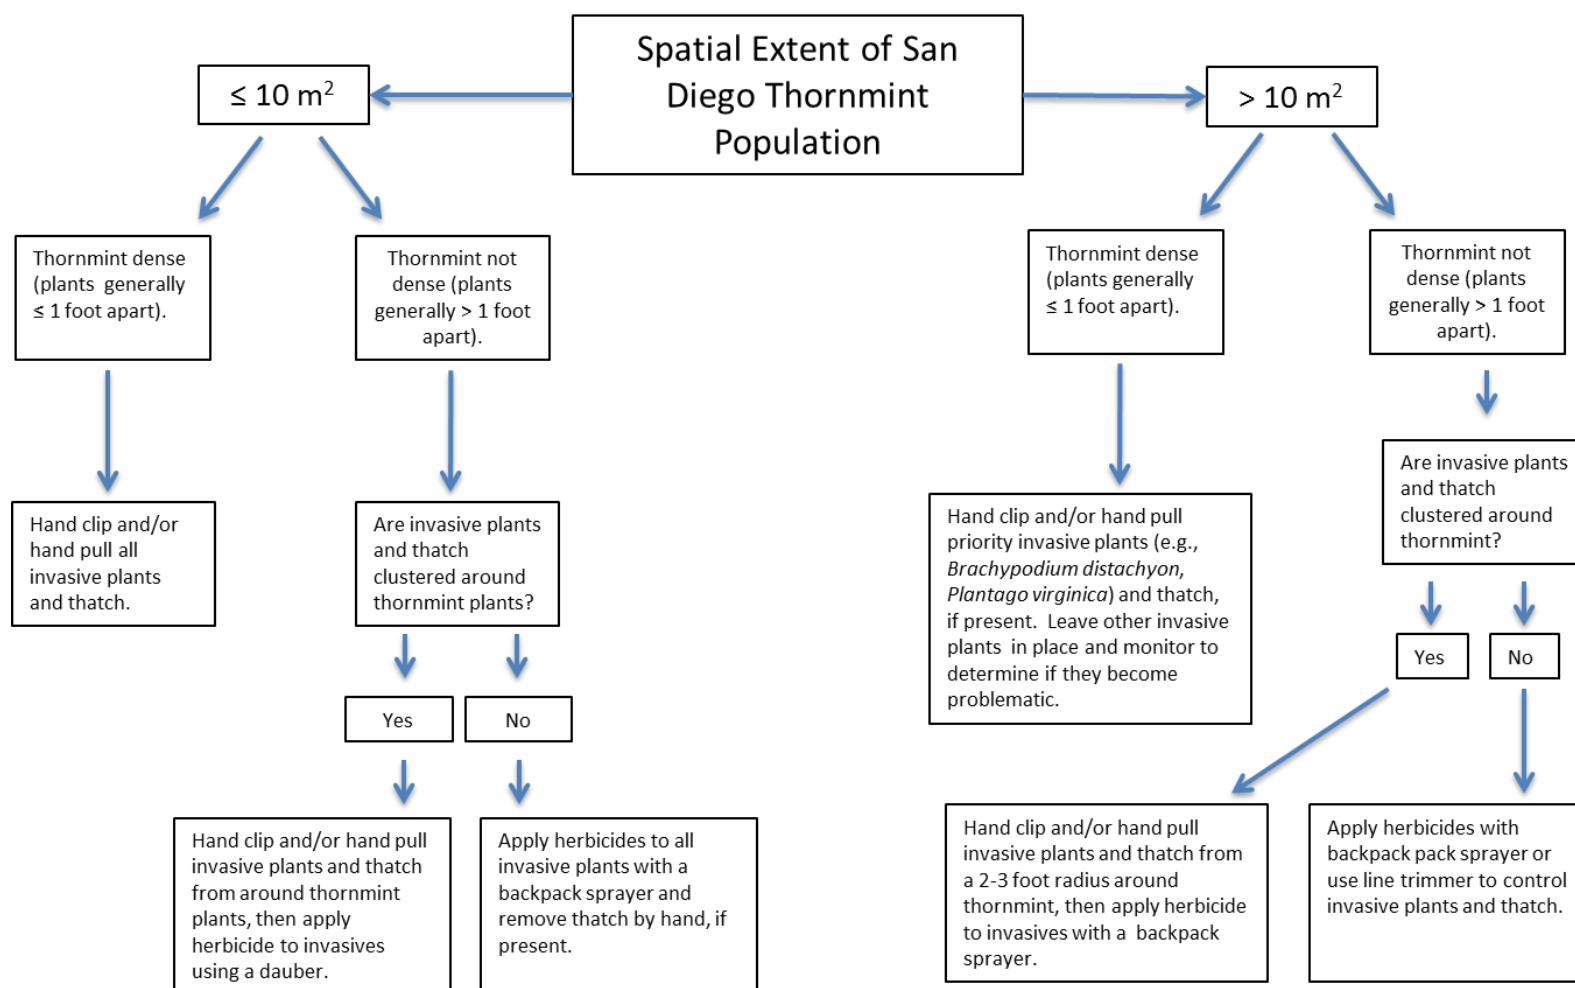 Spatial Extent of San
Diego Thornmint
Population
≤ 10 m²
> 10 m²
Thornmint dense
(plants generally
≤ 1 foot apart).
Thornmint not
dense (plants
generally > 1 foot
apart).
Thornmint dense
(plants generally
≤ 1 foot apart).
Thornmint not
dense (plants
generally > 1 foot
apart).
Hand clip and/or
hand pull all
invasive plants
and thatch.
Are invasive plants
and thatch
clustered around
thornmint plants?
Hand clip and/or hand pull
priority invasive plants (e.g.,
Brachypodium distachyon,
Plantago virginica) and thatch,
if present. Leave other invasive
plants in place and monitor to
determine if they become
problematic.
Are invasive plants
and thatch
clustered around
thornmint?
Yes
No
Yes
No
Hand clip and/or hand pull
invasive plants and thatch
from around thornmint
plants, then apply
herbicide to invasives
using a dauber.
Apply herbicides to all
invasive plants with a
backpack sprayer and
remove thatch by hand, if
present.
Hand clip and/or hand pull
invasive plants and thatch from
a 2-3 foot radius around
thornmint, then apply herbicide
to invasives with a backpack
sprayer.
Apply herbicides with
backpack pack sprayer or
use line trimmer to control
invasive plants and thatch.